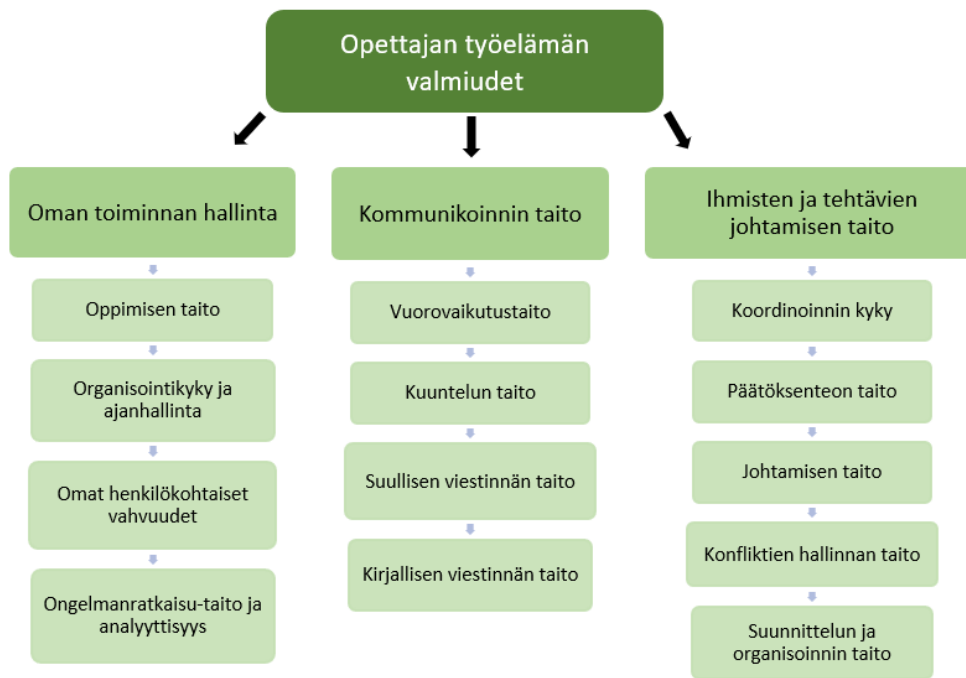 Opettajan työelämän
valmiudet
Oman toiminnan hallinta
Oppimisen taito
Organisointikyky ja
ajanhallinta
Omat henkilökohtaiset
vahvuudet
Ongelmanratkaisu-taito ja
analyyttisyys
Kommunikoinnin taito
Vuorovaikutustaito
Kuuntelun taito
Suullisen viestinnän taito
Kirjallisen viestinnän taito
Ihmisten ja tehtävien
johtamisen taito
Koordinoinnin kyky
Päätöksenteon taito
Johtamisen taito
Konfliktien hallinnan taito
Suunnittelun ja
organisoinnin taito